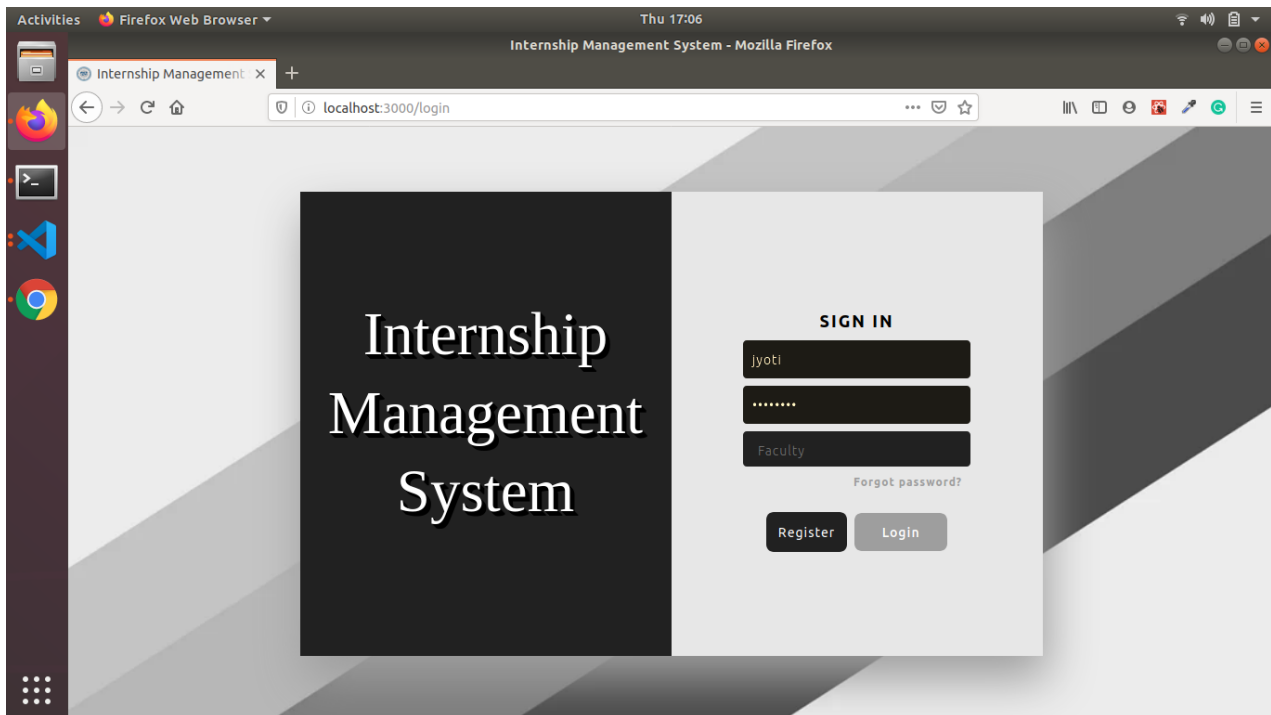 Activities Firefox Web Browser Thu 17:06
Internship Management System - Mozilla Firefox
Internship Management
localhost:3000/login
Internship
Management
System
SIGN IN
jyoti
••••••••
Faculty
Forgot password?
Register Login